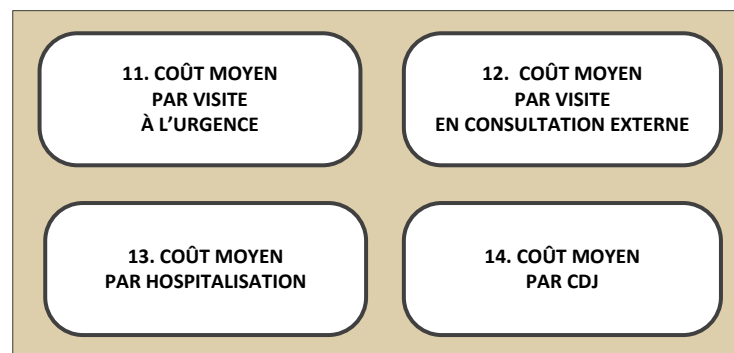 11. COÛT MOYEN
PAR VISITE
À L’URGENCE
12. COÛT MOYEN
PAR VISITE
EN CONSULTATION EXTERNE
13. COÛT MOYEN
PAR HOSPITALISATION
14. COÛT MOYEN
PAR CDJ